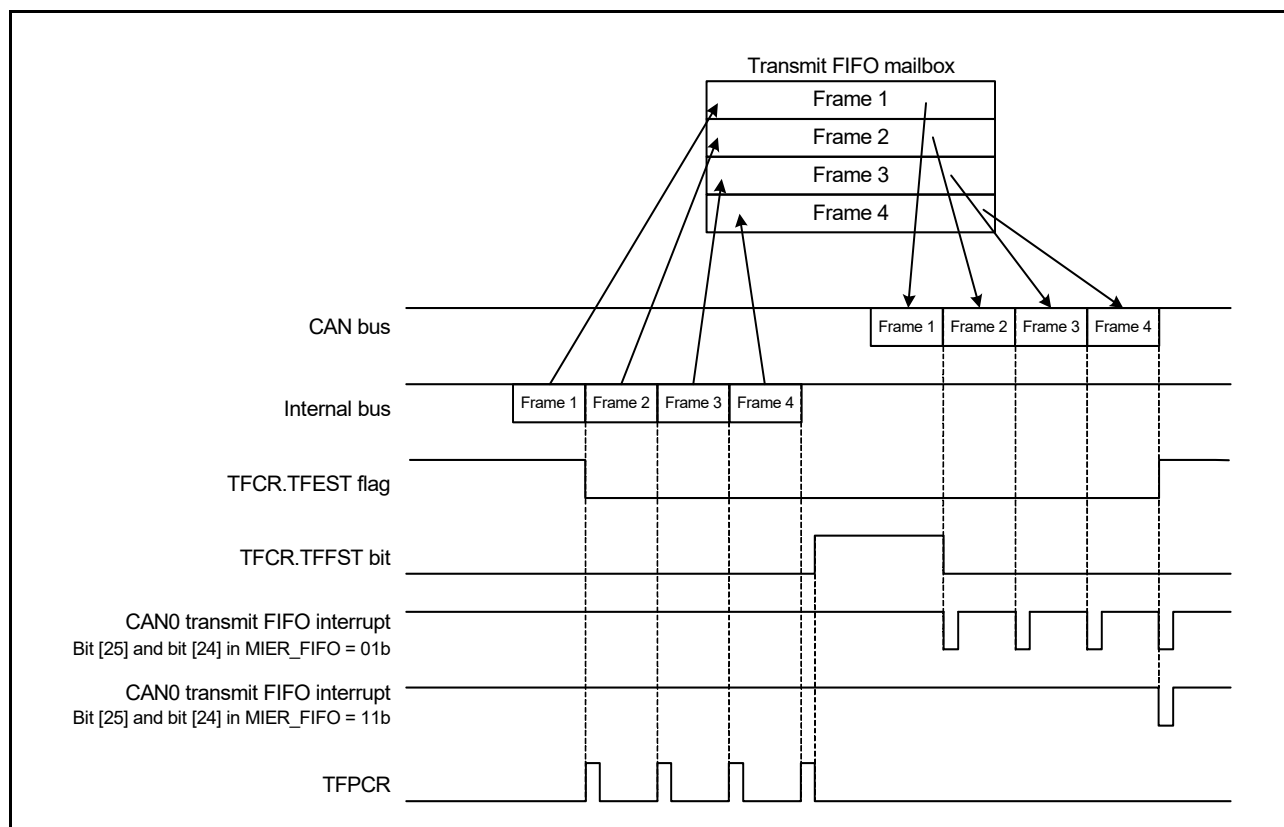 Transmit FIFO mailbox
Frame 1
Frame 2
Frame 3
Frame 4
CAN bus
Frame 1 Frame 2 Frame 3 Frame 4
Internal bus
Frame 1 Frame 2 Frame 3 Frame 4
TFCR.TFEST flag
TFCR.TFFST bit
CAN0 transmit FIFO interrupt
Bit [25] and bit [24] in MIER_FIFO = 01b
CAN0 transmit FIFO interrupt
Bit [25] and bit [24] in MIER_FIFO = 11b
TFPCR